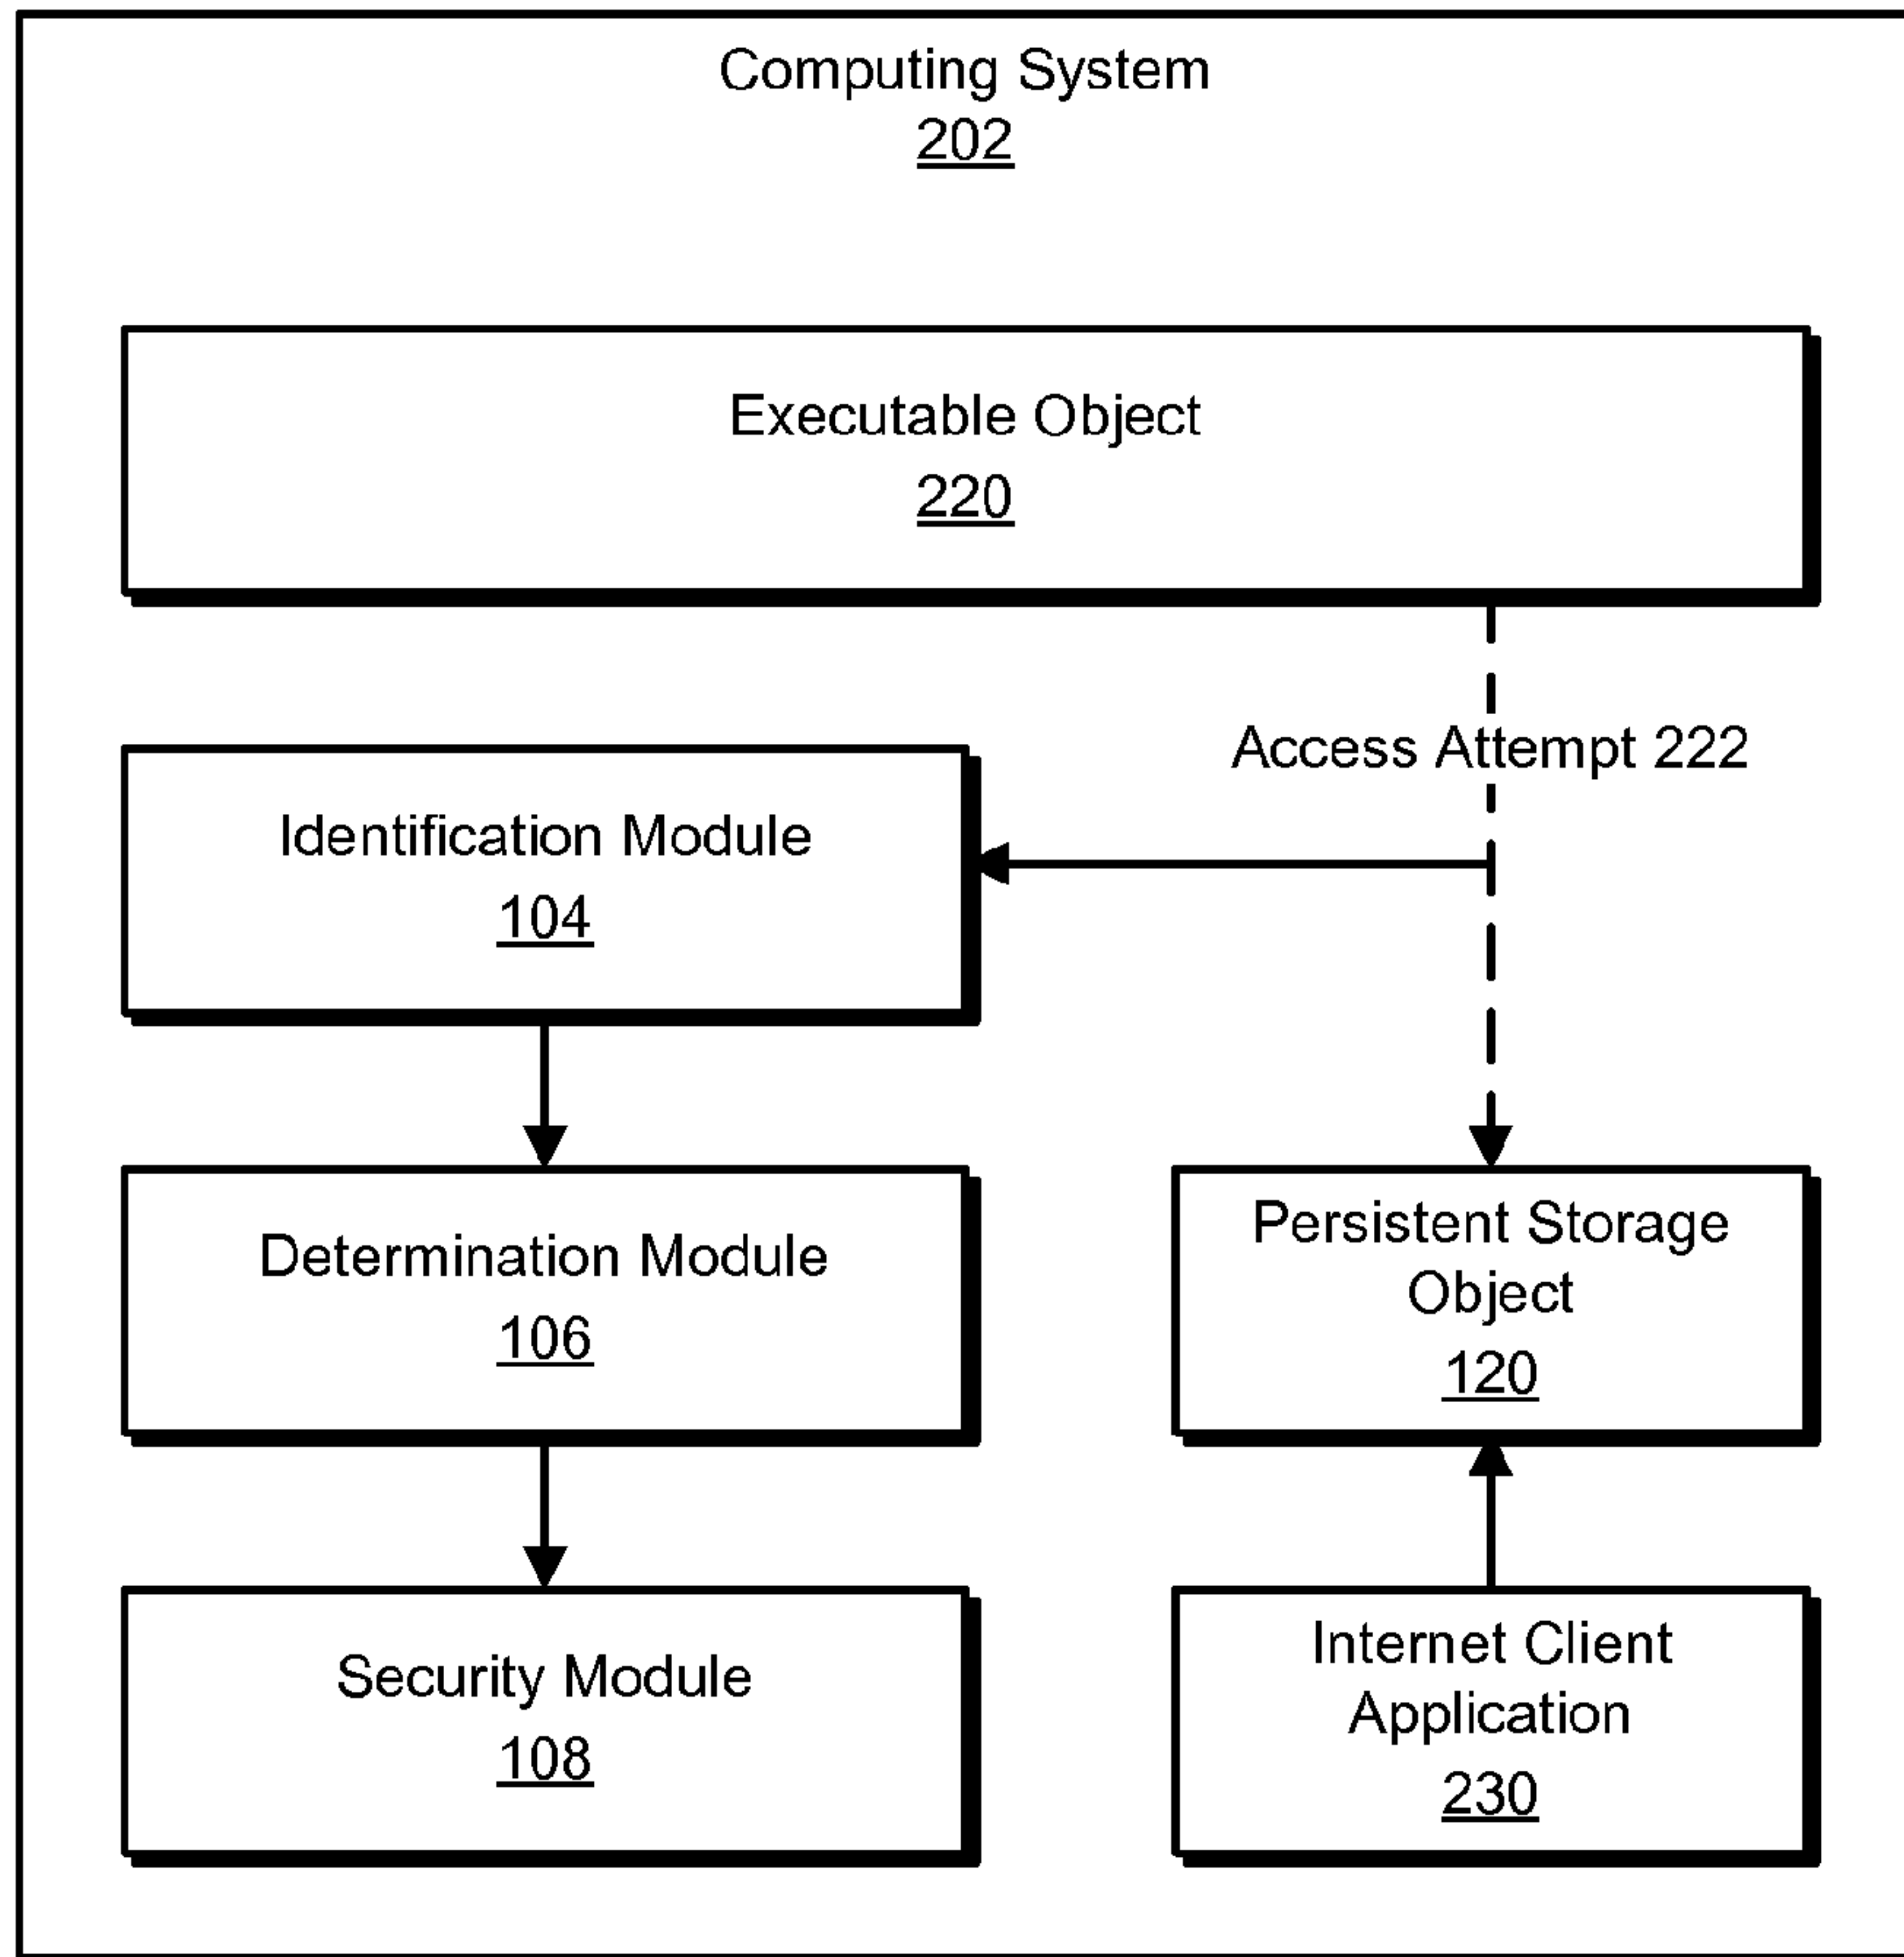 Computing System
202
Executable Object
220
Access Attempt 222
Identification Module
104
Determination Module
106
Persistent Storage
Object
120
Security Module
108
Internet Client
Application
230